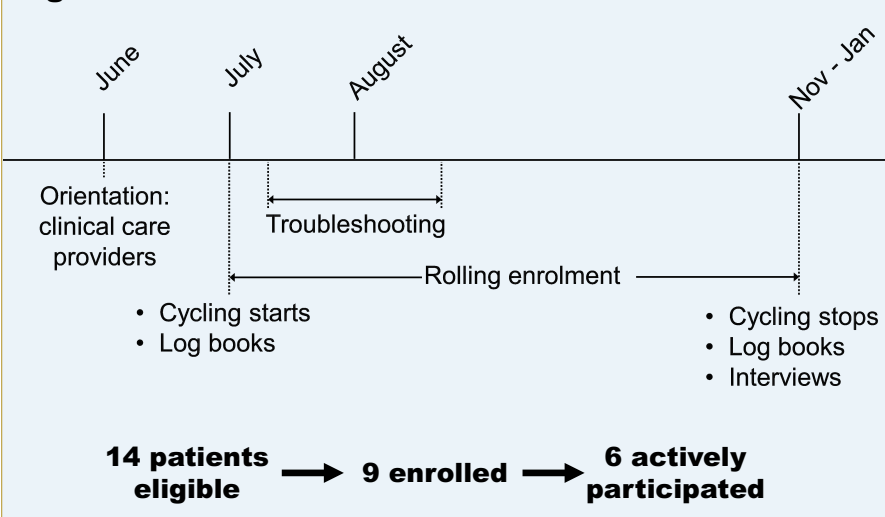 June
July
August
Nov - Jan
Orientation:
clinical care
providers
Troubleshooting
Rolling enrolment
• Cycling starts
• Log books
• Cycling stops
• Log books
• Interviews
14 patients
eligible
9 enrolled
6 actively
participated